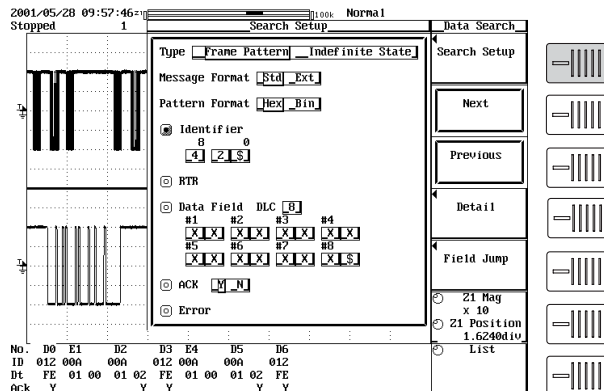 2001/05/28 09:57:46 100k Normal
Stopped 1 Search Setup Data Search
Type Frame Pattern Indefinite State
Search Setup
Message Format Std Ext
Pattern Format Hex Bin
Next
Identifier
8 0
4 2 $
Previous
RTR
Data Field DLC 8
Detail
#1 #2 #3 #4
X X X X X X X X
#5 #6 #7 #8
X X X X X X X $
Field Jump
ACK Y N
Error
Z1 Mag
x 10
Z1 Position
1.6240div
List
No. D0 E1 D2 D3 E4 D5 D6
ID 012 00A 00A 012 00A 00A 012
Dt FE 01 00 01 02 FE 01 00 01 02 FE
Ack Y Y Y Y Y